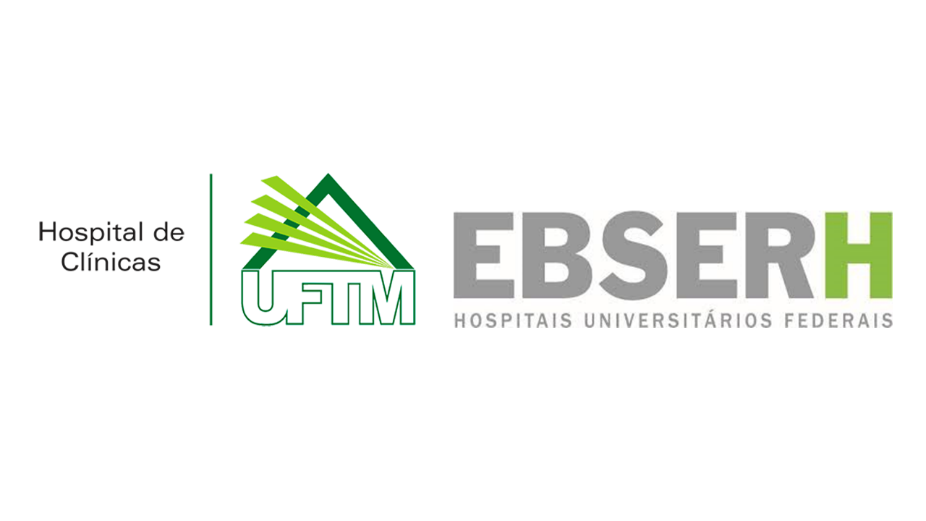 Hospital de
Clínicas
UFTM
EBSERH
HOSPITAIS UNIVERSITÁRIOS FEDERAIS